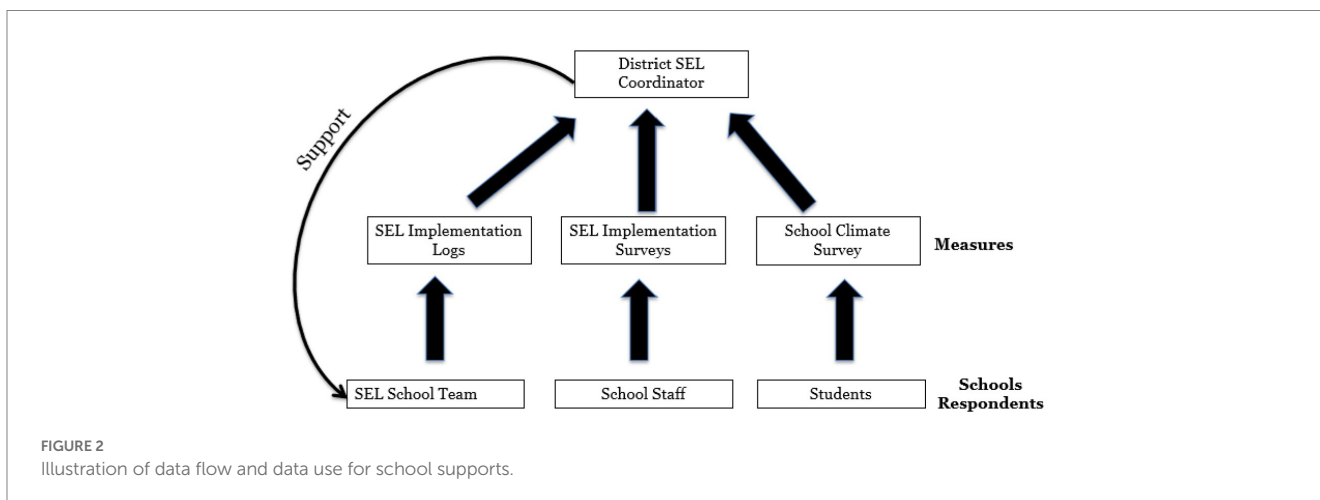 District SEL
Coordinator
Support
SEL Implementation
Logs
SEL Implementation
Surveys
School Climate
Survey
Measures
SEL School Team
School Staff
Students
Schools
Respondents
FIGURE 2
Illustration of data flow and data use for school supports.